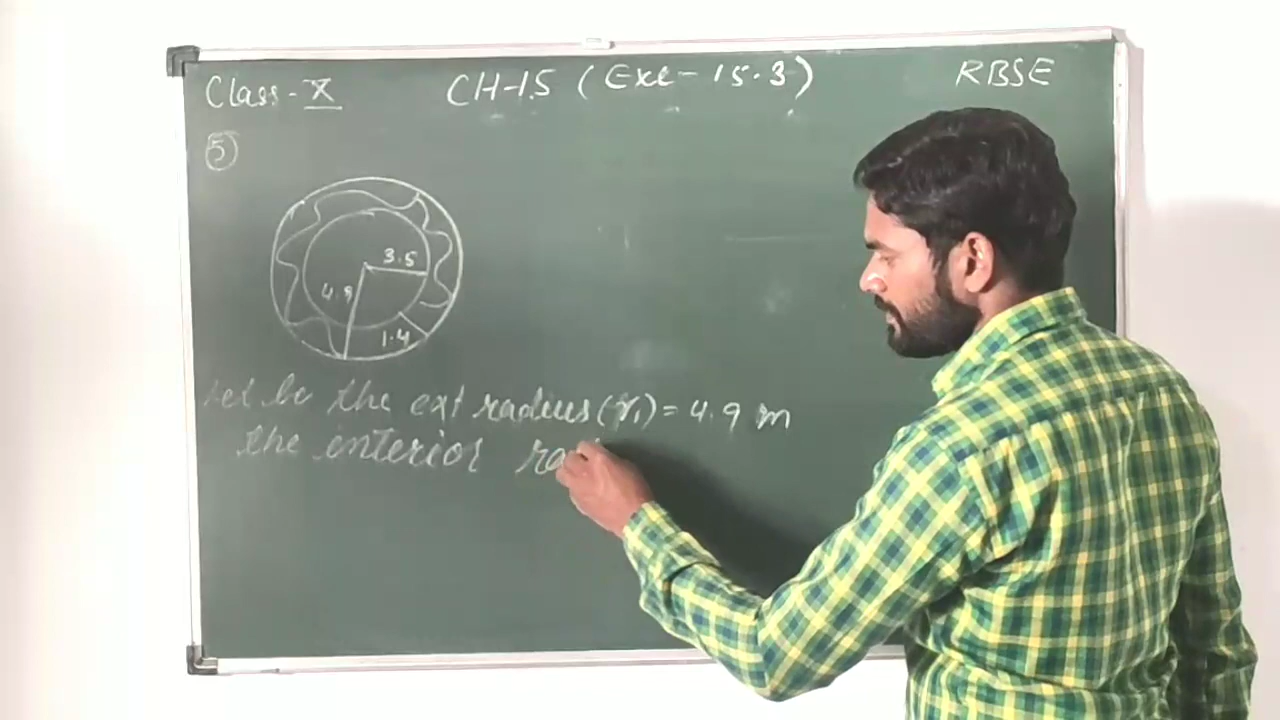 Class-X CH-15 (Exe-15.3) RBSE
5
3.5
4.9
1.4
Let be the ext radius (r₁) = 4.9 m
the interior rad